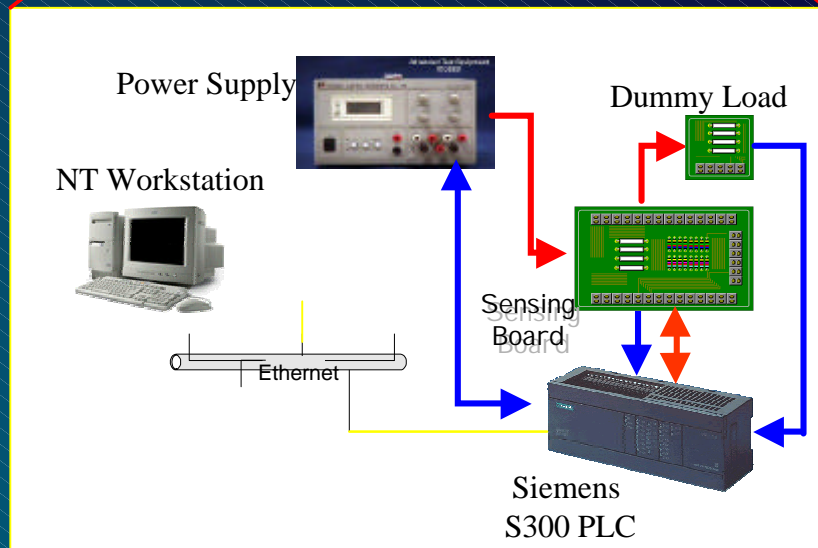 Power Supply
Dummy Load
NT Workstation
Sensing
Board
Ethernet
Siemens
S300 PLC